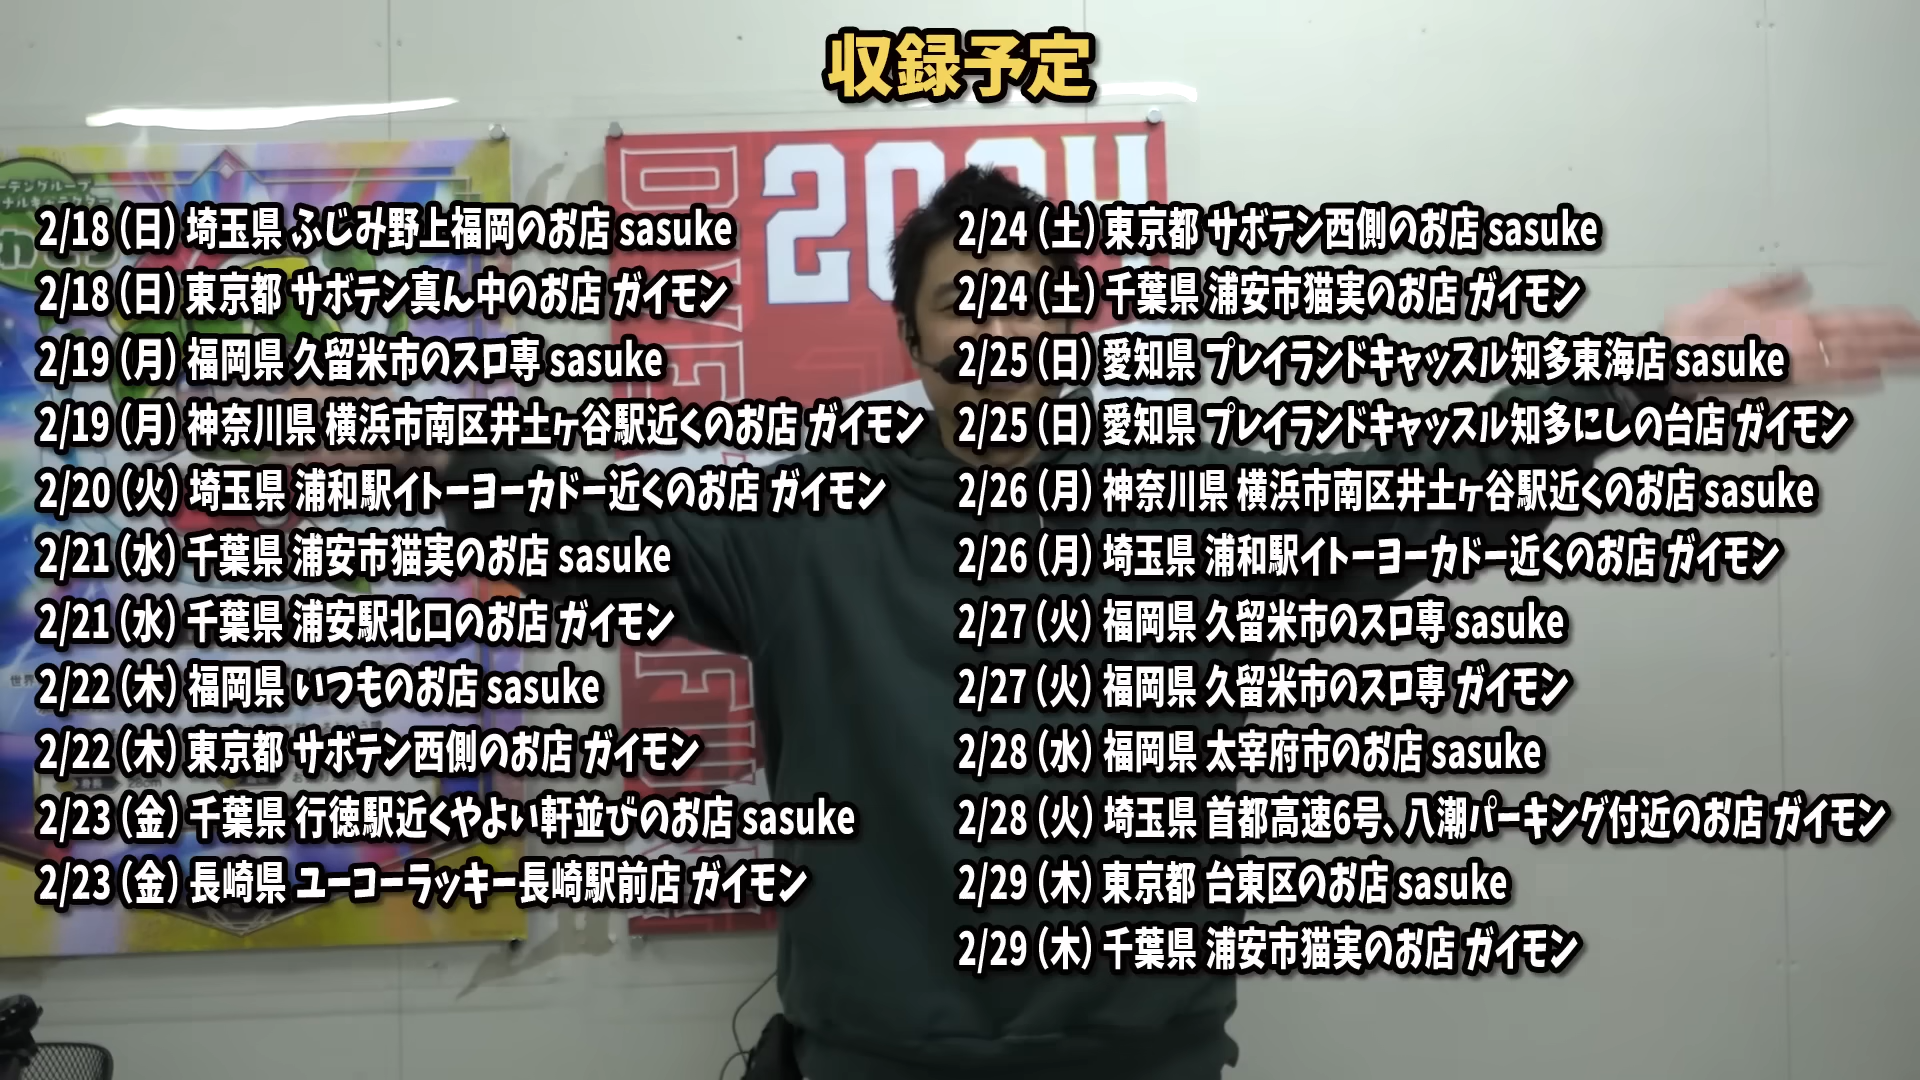 収録予定
2/18（日）埼玉県 ふじみ野上福岡のお店 sasuke
2/18（日）東京都 サボテン真ん中のお店 ガイモン
2/19（月）福岡県 久留米市のスロ専 sasuke
2/19（月）神奈川県 横浜市南区井土ヶ谷駅近くのお店 ガイモン
2/20（火）埼玉県 浦和駅イトーヨーカドー近くのお店 ガイモン
2/21（水）千葉県 浦安市猫実のお店 sasuke
2/21（水）千葉県 浦安駅北口のお店 ガイモン
2/22（木）福岡県 いつものお店 sasuke
2/22（木）東京都 サボテン西側のお店 ガイモン
2/23（金）千葉県 行徳駅近くやよい軒並びのお店 sasuke
2/23（金）長崎県 ユーコーラッキー長崎駅前店 ガイモン
2/24（土）東京都 サボテン西側のお店 sasuke
2/24（土）千葉県 浦安市猫実のお店 ガイモン
2/25（日）愛知県 プレイランドキャッスル知多東海店 sasuke
2/25（日）愛知県 プレイランドキャッスル知多にしの台店 ガイモン
2/26（月）神奈川県 横浜市南区井土ヶ谷駅近くのお店 sasuke
2/26（月）埼玉県 浦和駅イトーヨーカドー近くのお店 ガイモン
2/27（火）福岡県 久留米市のスロ専 sasuke
2/27（火）福岡県 久留米市のスロ専 ガイモン
2/28（水）福岡県 太宰府市のお店 sasuke
2/28（火）埼玉県 首都高速6号、八潮パーキング付近のお店 ガイモン
2/29（木）東京都 台東区のお店 sasuke
2/29（木）千葉県 浦安市猫実のお店 ガイモン